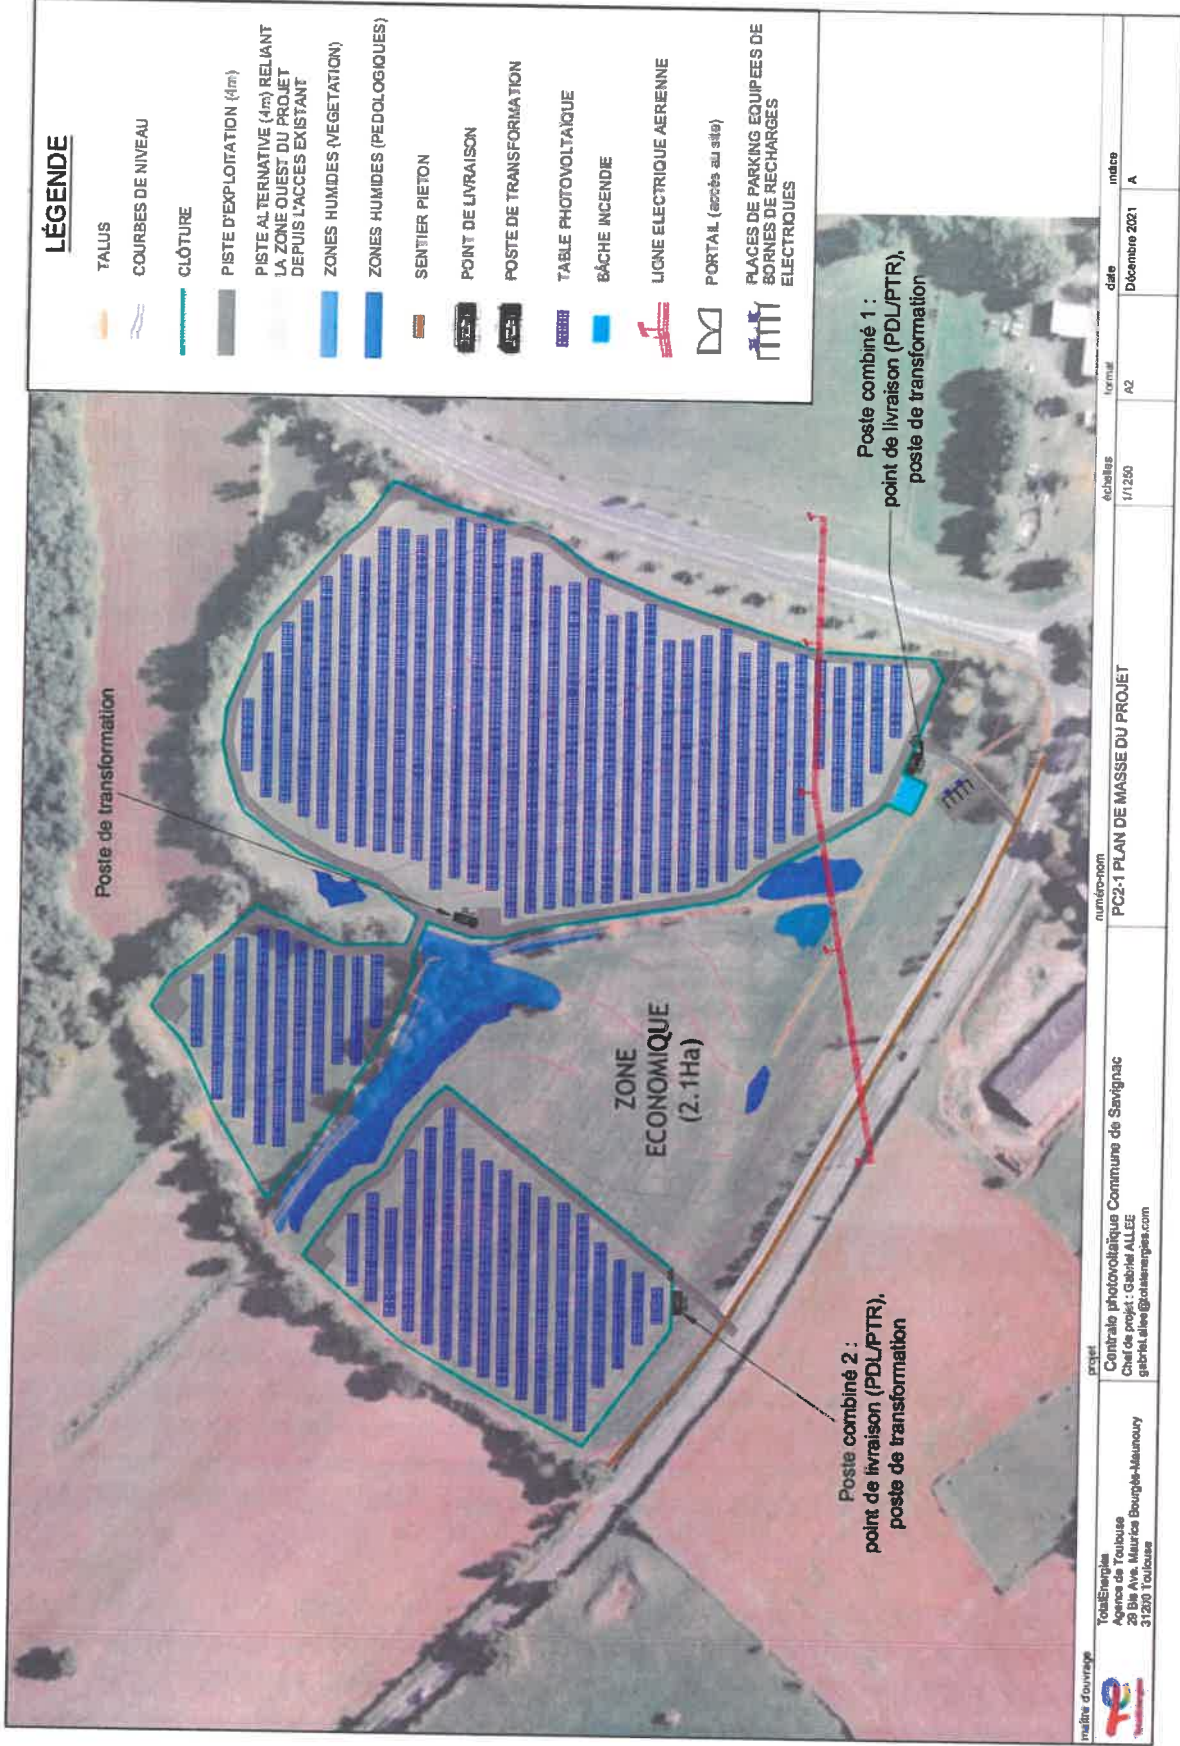 LÉGENDE
TALUS
COURBES DE NIVEAU
CLÔTURE
PISTE D'EXPLOITATION (4m)
PISTE ALTERNATIVE (4m) RELIANT
LA ZONE OUEST DU PROJET
DEPUIS L'ACCES EXISTANT
ZONES HUMIDES (VEGETATION)
ZONES HUMIDES (PEDOLOGIQUES)
SENTIER PIETON
POINT DE LIVRAISON
POSTE DE TRANSFORMATION
TABLE PHOTOVOLTAÏQUE
BÂCHE INCENDIE
LIGNE ELECTRIQUE AERIENNE
PORTAIL (accès au site)
PLACES DE PARKING EQUIPEES DE
BORNES DE RECHARGES
ELECTRIQUES
Poste de transformation
ZONE
ECONOMIQUE
(2.1Ha)
Poste combiné 1 :
point de livraison (PDL/PTR),
poste de transformation
Poste combiné 2 :
point de livraison (PDL/PTR),
poste de transformation
maître d'ouvrage
TotalEnergies
TotalEnergies
Agence de Toulouse
29 Bis Ave. Maurice Bourgès-Maunoury
31200 Toulouse
projet
Centrale photovoltaïque Commune de Savignac
Chef de projet : Gabriel ALLEE
gabriel.allee@totalenergies.com
numéro-nom
PC2-1 PLAN DE MASSE DU PROJET
échelles
1/1250
format
A2
date
Décembre 2021
indice
A